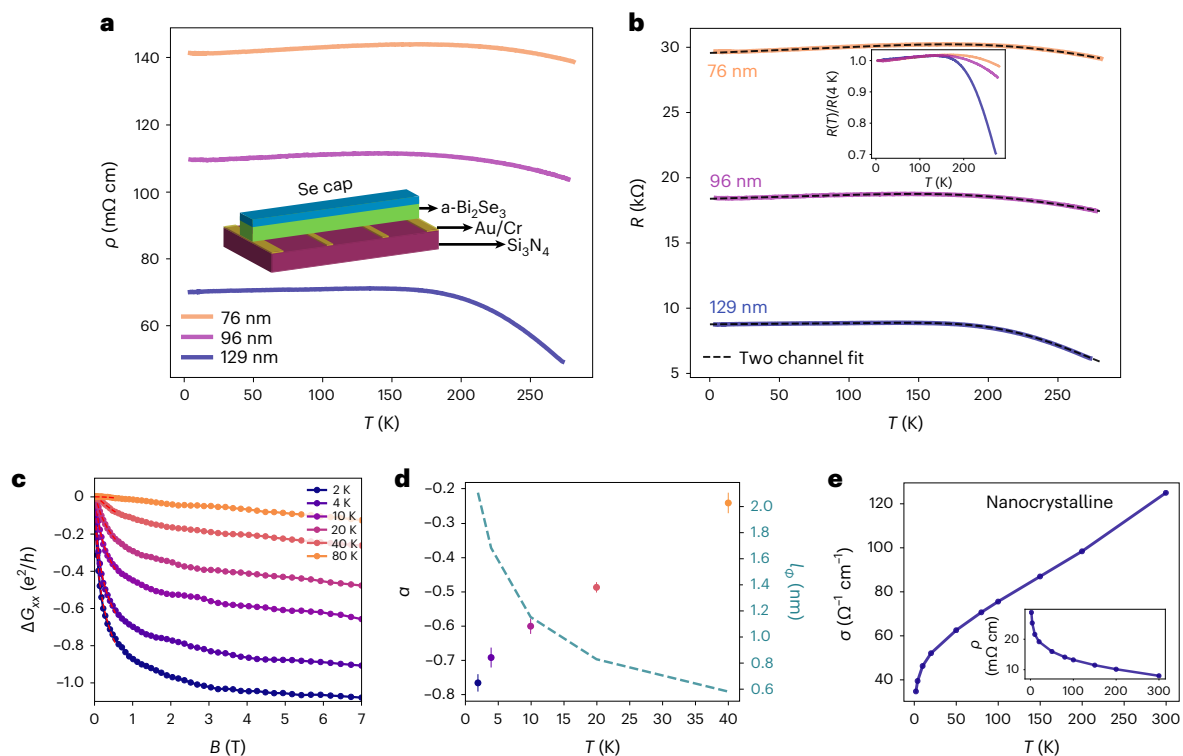 a
140
120
100
80
60
ρ (mΩ cm)
Se cap
a-Bi2Se3
Au/Cr
Si3N4
76 nm
96 nm
129 nm
0 50 100 150 200 250
T (K)
b
30
25
20
15
10
5
R (kΩ)
76 nm
96 nm
129 nm
Two channel fit
1.0
0.9
0.8
0.7
R(T)/R(4 K)
0 200
T (K)
0 50 100 150 200 250
T (K)
c
0
−0.2
−0.4
−0.6
−0.8
−1.0
ΔGxx (e2/h)
2 K
4 K
10 K
20 K
40 K
80 K
0 1 2 3 4 5 6 7
B (T)
d
−0.2
−0.3
−0.4
−0.5
−0.6
−0.7
−0.8
α
2.0
1.8
1.6
1.4
1.2
1.0
0.8
0.6
lΦ (nm)
0 5 10 15 20 25 30 35 40
T (K)
e
Nanocrystalline
120
100
80
60
40
σ (Ω−1 cm−1)
20
10
ρ
(mΩ cm)
0 100 200 300
0 50 100 150 200 250 300
T (K)